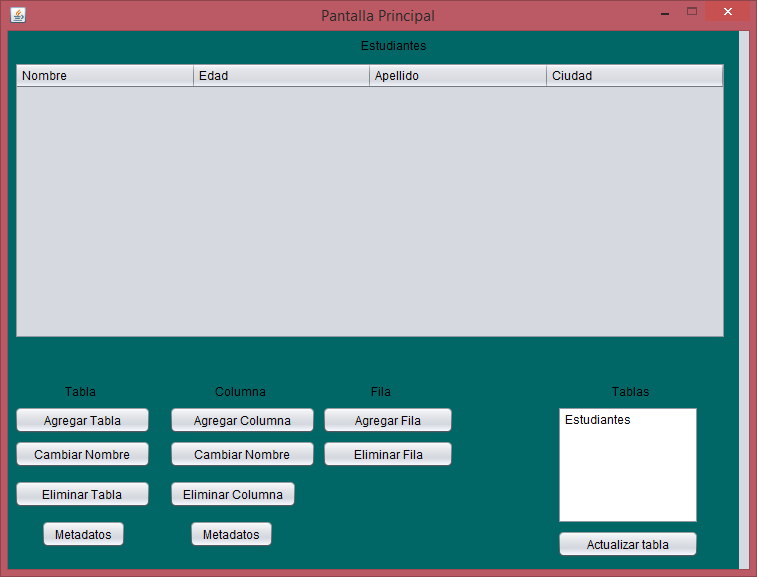 Pantalla Principal
Estudiantes
Nombre Edad Apellido Ciudad
Tabla Columna Fila Tablas
Agregar Tabla Agregar Columna Agregar Fila Estudiantes
Cambiar Nombre Cambiar Nombre Eliminar Fila
Eliminar Tabla Eliminar Columna
Metadatos Metadatos
Actualizar tabla